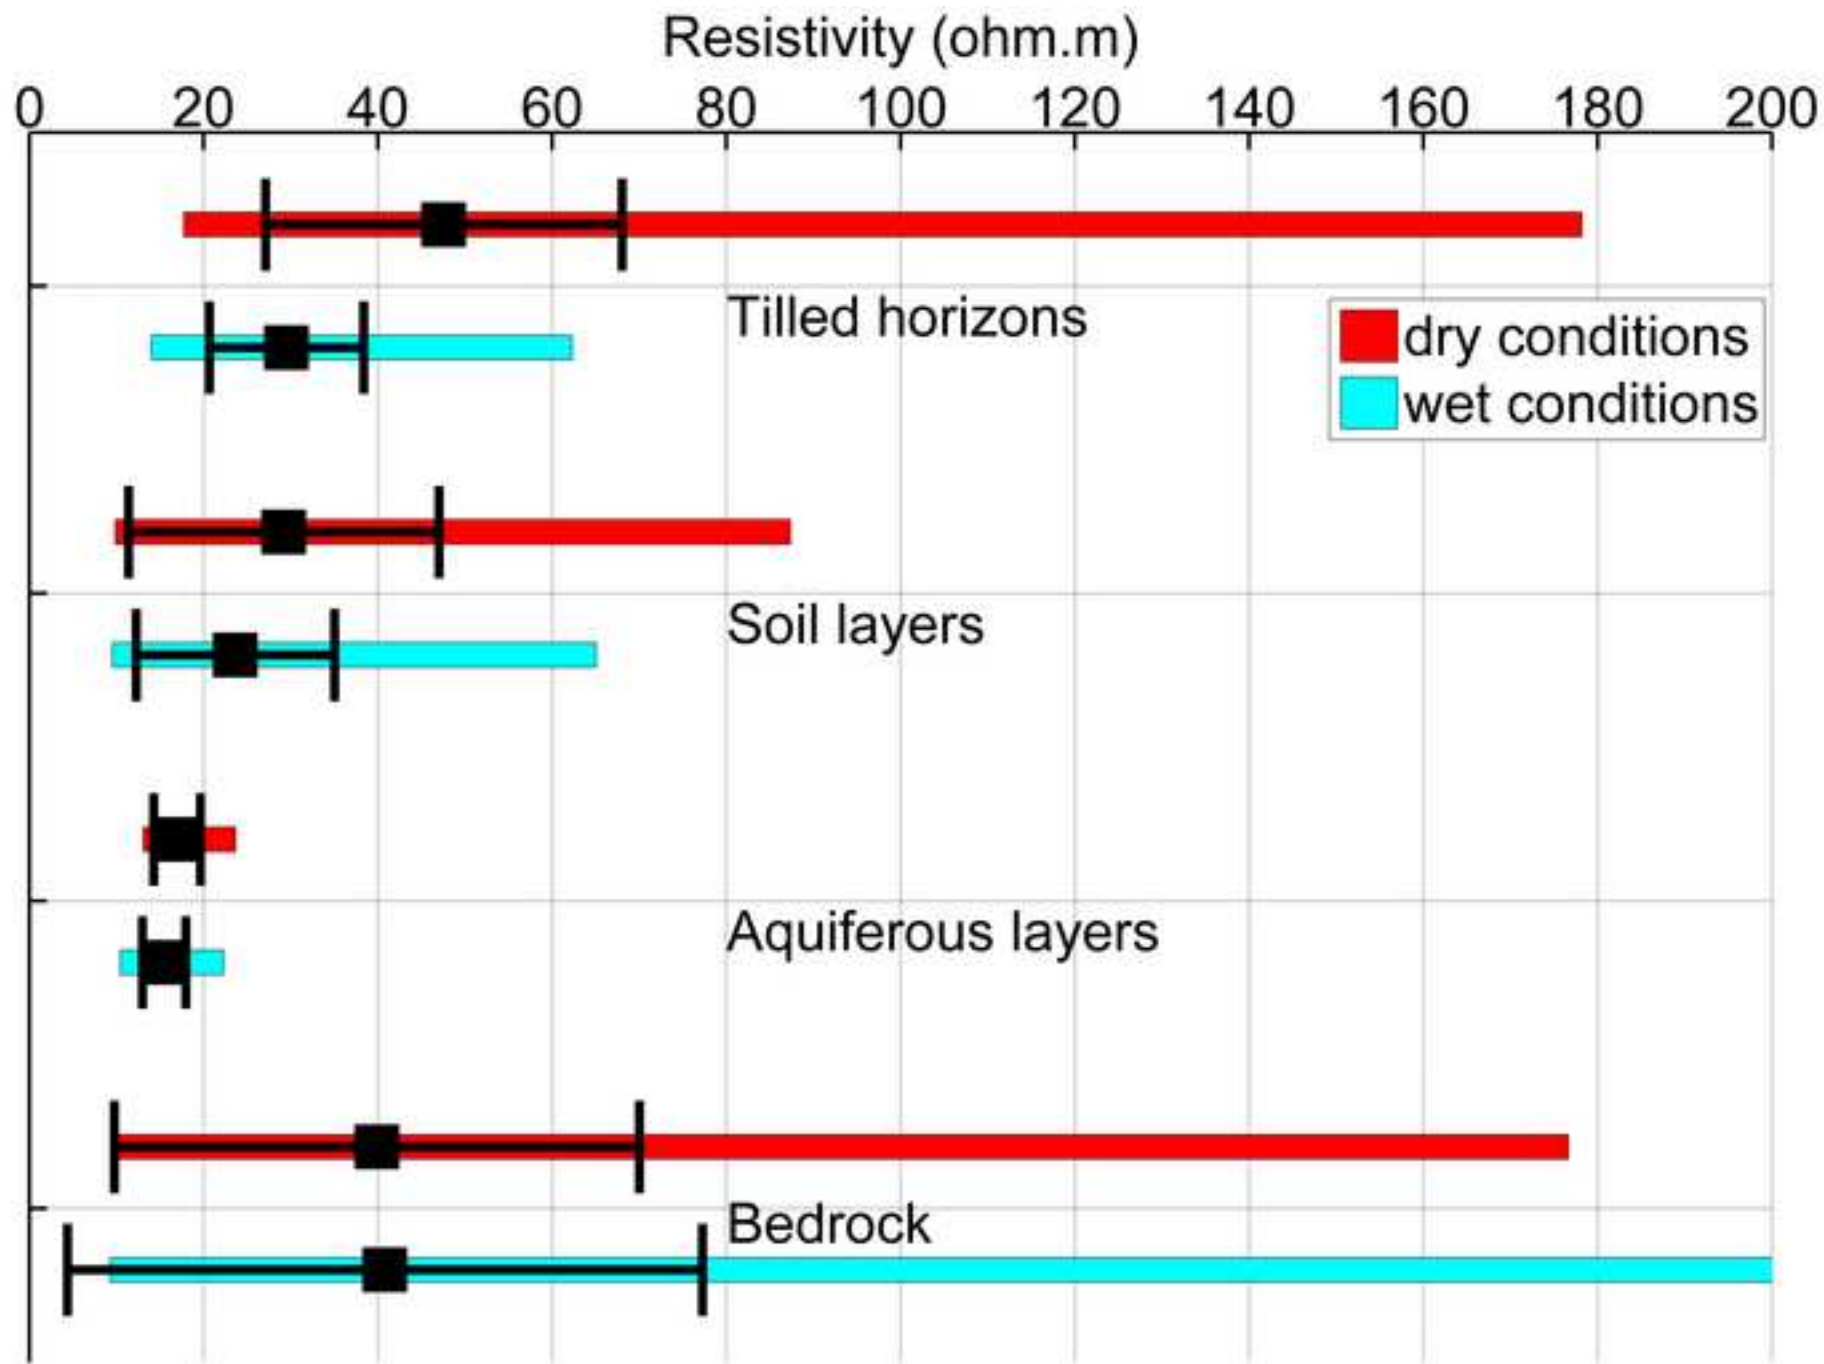 Resistivity (ohm.m)
0 20 40 60 80 100 120 140 160 180 200
Tilled horizons
dry conditions
wet conditions
Soil layers
Aquiferous layers
Bedrock